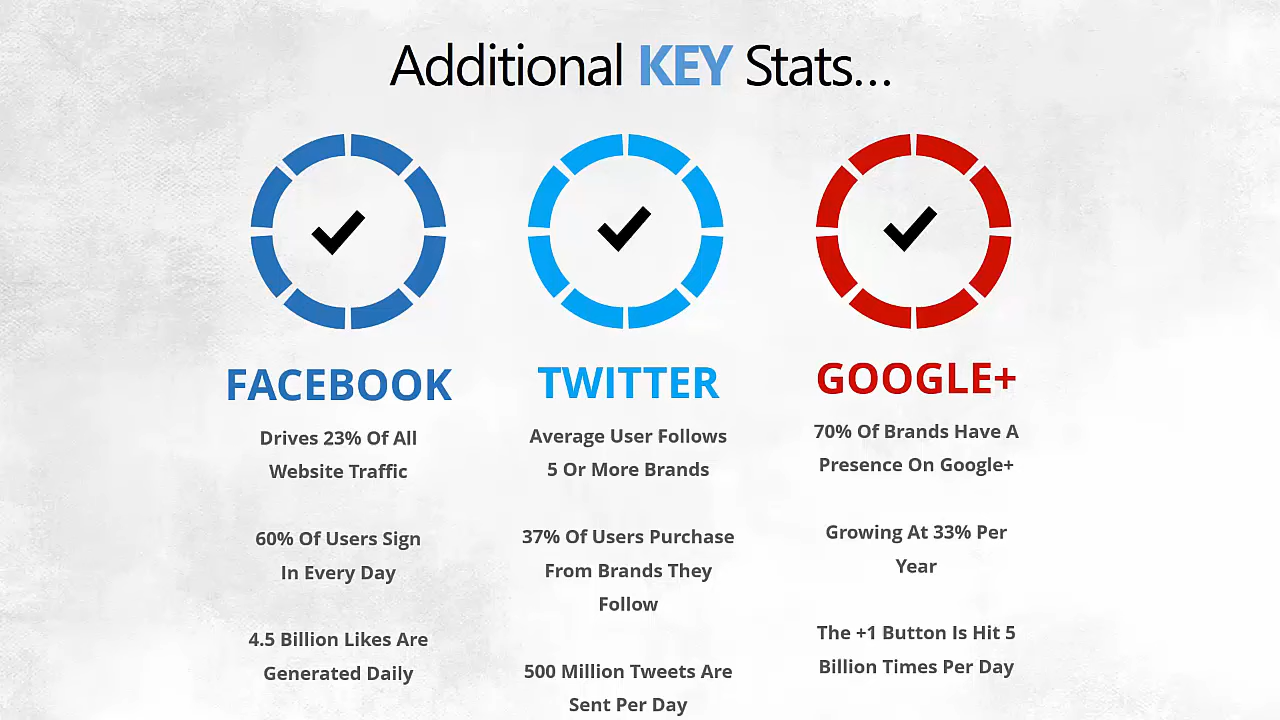 Additional KEY Stats...
FACEBOOK
Drives 23% Of All
Website Traffic
60% Of Users Sign
In Every Day
4.5 Billion Likes Are
Generated Daily
TWITTER
Average User Follows
5 Or More Brands
37% Of Users Purchase
From Brands They
Follow
500 Million Tweets Are
Sent Per Day
GOOGLE+
70% Of Brands Have A
Presence On Google+
Growing At 33% Per
Year
The +1 Button Is Hit 5
Billion Times Per Day